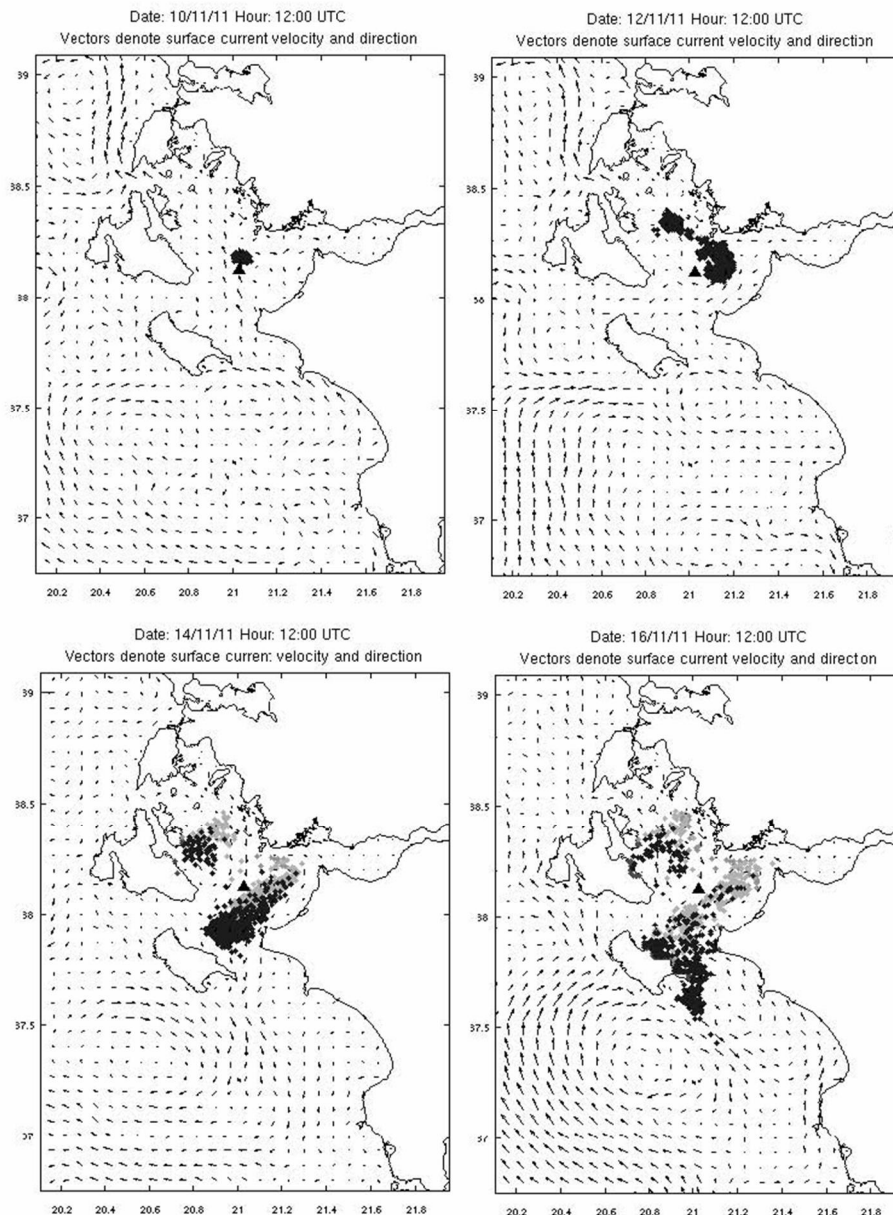 Date: 10/11/11 Hour: 12:00 UTC
Vectors denote surface current velocity and direction
39
38.5
38
37.5
37
20.2 20.4 20.6 20.8 21 21.2 21.4 21.6 21.8
Date: 12/11/11 Hour: 12:00 UTC
Vectors denote surface current velocity and direction
39
38.5
38
37.5
37
20.2 20.4 20.6 20.8 21 21.2 21.4 21.6 21.8
Date: 14/11/11 Hour: 12:00 UTC
Vectors denote surface current velocity and direction
39
38.5
38
37.5
37
20.2 20.4 20.6 20.8 21 21.2 21.4 21.6 21.8
Date: 16/11/11 Hour: 12:00 UTC
Vectors denote surface current velocity and direction
39
38.5
38
37.5
37
20.2 20.4 20.6 20.8 21 21.2 21.4 21.6 21.8